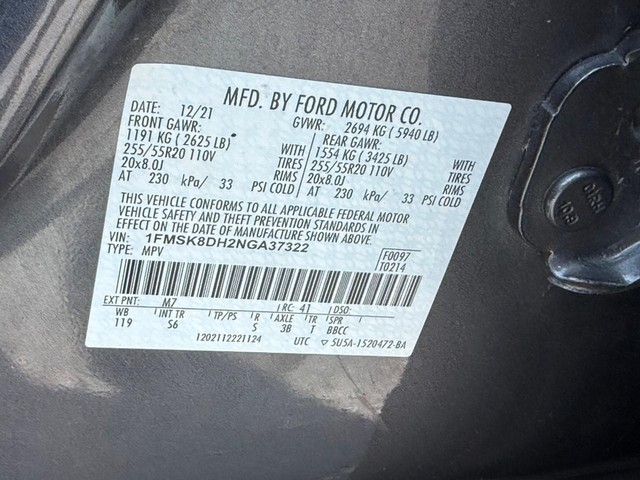 MFD. BY FORD MOTOR CO.
DATE: 12/21 GVWR: 2694 KG ( 5940 LB)
FRONT GAWR: REAR GAWR:
1191 KG ( 2625 LB) 1554 KG ( 3425 LB)
255/55R20 110V TIRES 255/55R20 110V TIRES
20x8.0J RIMS 20x8.0J RIMS
AT 230 kPa/ 33 PSI COLD AT 230 kPa/ 33 PSI COLD
THIS VEHICLE CONFORMS TO ALL APPLICABLE FEDERAL MOTOR
VEHICLE SAFETY AND THEFT PREVENTION STANDARDS IN
EFFECT ON THE DATE OF MANUFACTURE SHOWN ABOVE.
VIN: 1FMSK8DH2NGA37322 F0097
TYPE: MPV T0214
EXT PNT: M7 RC: 41 DSO:
WB INT TR TP/PS R AXLE TR SPR
119 S6 S 3B T BBCC
1202112221124 UTC ▽ 5U5A-1520472-BA